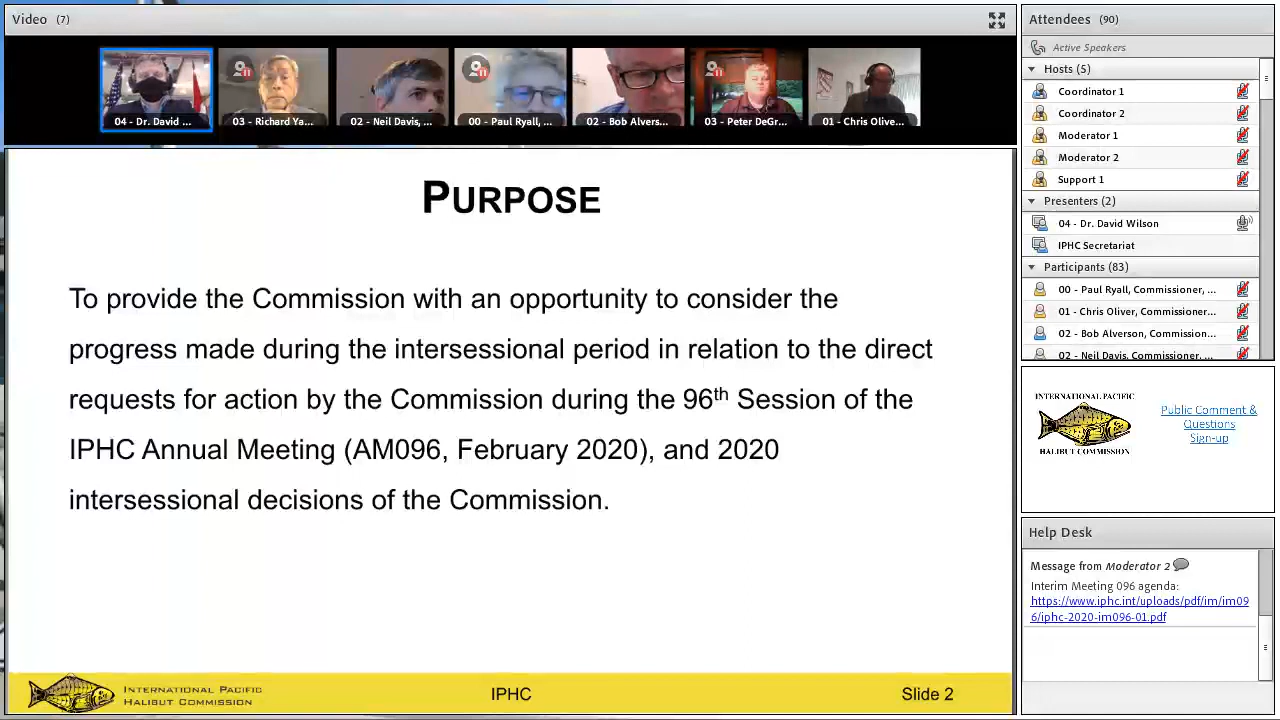 Video (7)
04 - Dr. David ...
03 - Richard Ya...
02 - Neil Davis, ...
00 - Paul Ryall, ...
02 - Bob Alvers...
03 - Peter DeGr...
01 - Chris Olive...
PURPOSE
To provide the Commission with an opportunity to consider the
progress made during the intersessional period in relation to the direct
requests for action by the Commission during the 96th Session of the
IPHC Annual Meeting (AM096, February 2020), and 2020
intersessional decisions of the Commission.
INTERNATIONAL PACIFIC
HALIBUT COMMISSION
IPHC
Slide 2
Attendees (90)
Active Speakers
Hosts (5)
Coordinator 1
Coordinator 2
Moderator 1
Moderator 2
Support 1
Presenters (2)
04 - Dr. David Wilson
IPHC Secretariat
Participants (83)
00 - Paul Ryall, Commissioner, ...
01 - Chris Oliver, Commissioner...
02 - Bob Alverson, Commission...
02 - Neil Davis, Commissioner, ...
INTERNATIONAL PACIFIC
HALIBUT COMMISSION
Public Comment &
Questions
Sign-up
Help Desk
Message from Moderator 2
Interim Meeting 096 agenda:
https://www.iphc.int/uploads/pdf/im/im09
6/iphc-2020-im096-01.pdf